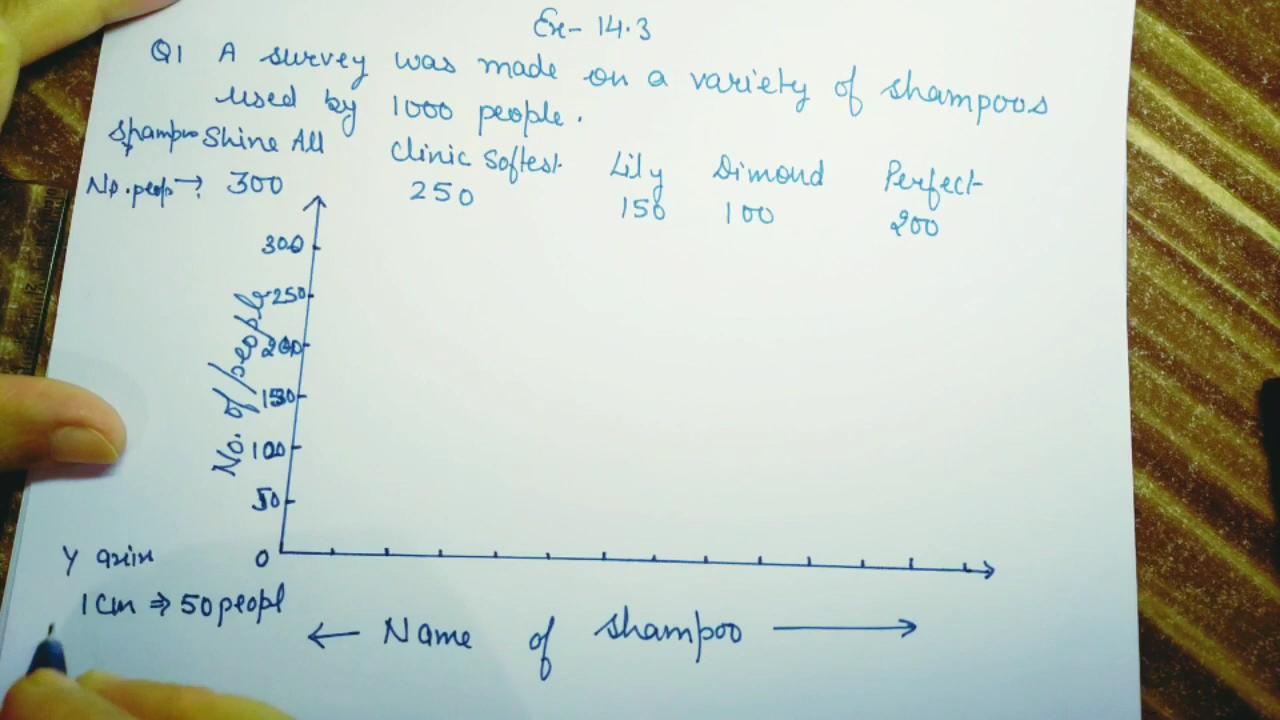 Ex- 14.3
Q1 A survey was made on a variety of shampoos
used by 1000 people.
Shampoo Shine All Clinic Softest Lily Dimond Perfect
No. peop → 300 250 150 100 200
300
250
200
150
100
50
0
No. of people
Y axis
1 cm ⇒ 50 peopl
← Name of shampoo →